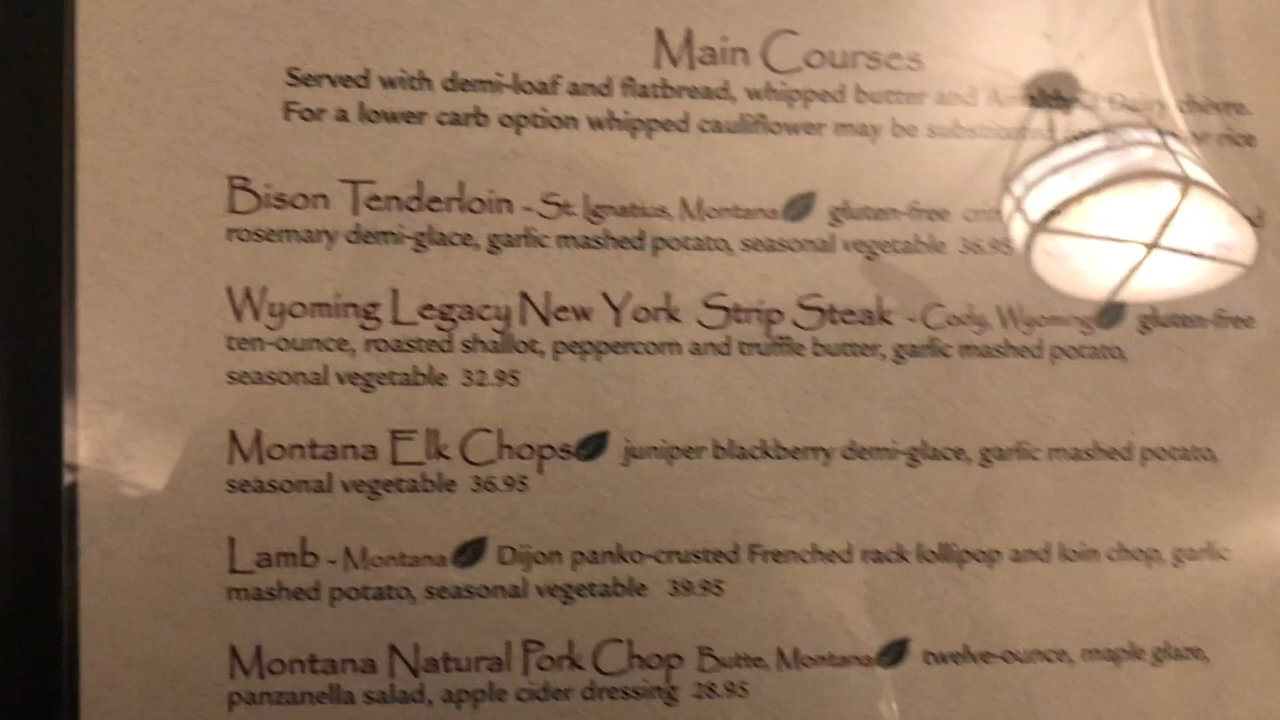 Main Courses
Served with demi-loaf and flatbread, whipped butter and Dairy chèvre.
For a lower carb option whipped cauliflower may be substituted or rice
Bison Tenderloin - St. Ignatius, Montana gluten-free
rosemary demi-glace, garlic mashed potato, seasonal vegetable 36.95
Wyoming Legacy New York Strip Steak - Cody, Wyoming gluten-free
ten-ounce, roasted shallot, peppercorn and truffle butter, garlic mashed potato,
seasonal vegetable 32.95
Montana Elk Chops juniper blackberry demi-glace, garlic mashed potato,
seasonal vegetable 36.95
Lamb - Montana Dijon panko-crusted Frenched rack lollipop and loin chop, garlic
mashed potato, seasonal vegetable 39.95
Montana Natural Pork Chop Butte, Montana twelve-ounce, maple glaze,
panzanella salad, apple cider dressing 28.95